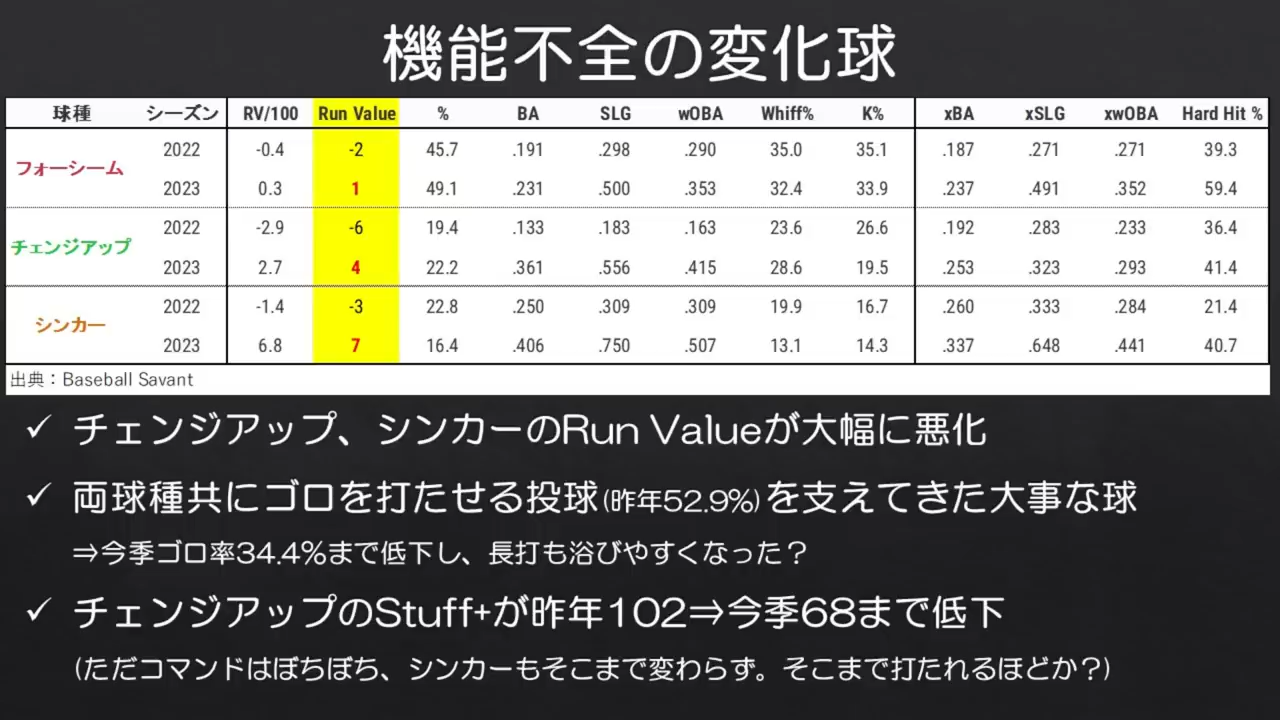 機能不全の変化球
球種 シーズン RV/100 Run Value % BA SLG wOBA Whiff% K% xBA xSLG xwOBA Hard Hit %
フォーシーム
2022 -0.4 -2 45.7 .191 .298 .290 35.0 35.1 .187 .271 .271 39.3
2023 0.3 1 49.1 .231 .500 .353 32.4 33.9 .237 .491 .352 59.4
チェンジアップ
2022 -2.9 -6 19.4 .133 .183 .163 23.6 26.6 .192 .283 .233 36.4
2023 2.7 4 22.2 .361 .556 .415 28.6 19.5 .253 .323 .293 41.4
シンカー
2022 -1.4 -3 22.8 .250 .309 .309 19.9 16.7 .260 .333 .284 21.4
2023 6.8 7 16.4 .406 .750 .507 13.1 14.3 .337 .648 .441 40.7
出典：Baseball Savant
✓ チェンジアップ、シンカーのRun Valueが大幅に悪化
✓ 両球種共にゴロを打たせる投球(昨年52.9%)を支えてきた大事な球
⇒今季ゴロ率34.4%まで低下し、長打も浴びやすくなった？
✓ チェンジアップのStuff+が昨年102⇒今季68まで低下
(ただコマンドはぼちぼち、シンカーもそこまで変わらず。そこまで打たれるほどか？)